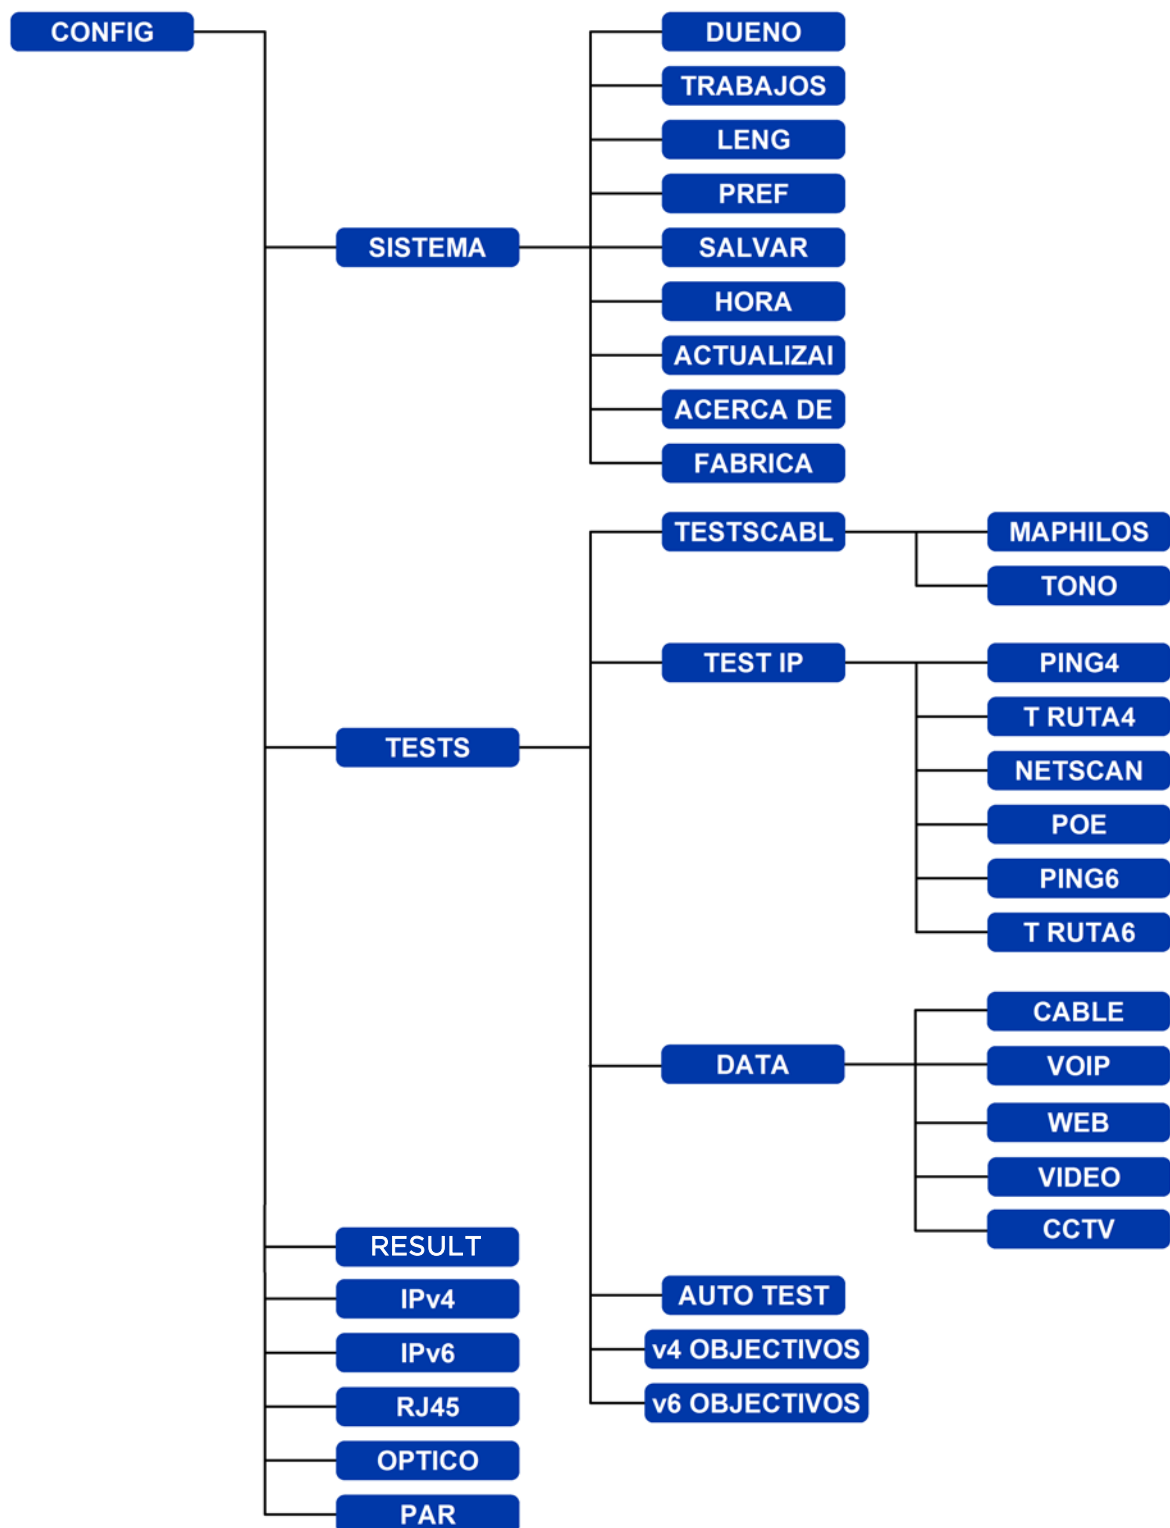 CONFIG
DUENO
TRABAJOS
LENG
PREF
SISTEMA
SALVAR
HORA
ACTUALIZAI
ACERCA DE
FABRICA
TESTSCABL
MAPHILOS
TONO
TEST IP
PING4
T RUTA4
TESTS
NETSCAN
POE
PING6
T RUTA6
CABLE
DATA
VOIP
WEB
VIDEO
CCTV
RESULT
IPv4
AUTO TEST
IPv6
v4 OBJECTIVOS
RJ45
v6 OBJECTIVOS
OPTICO
PAR